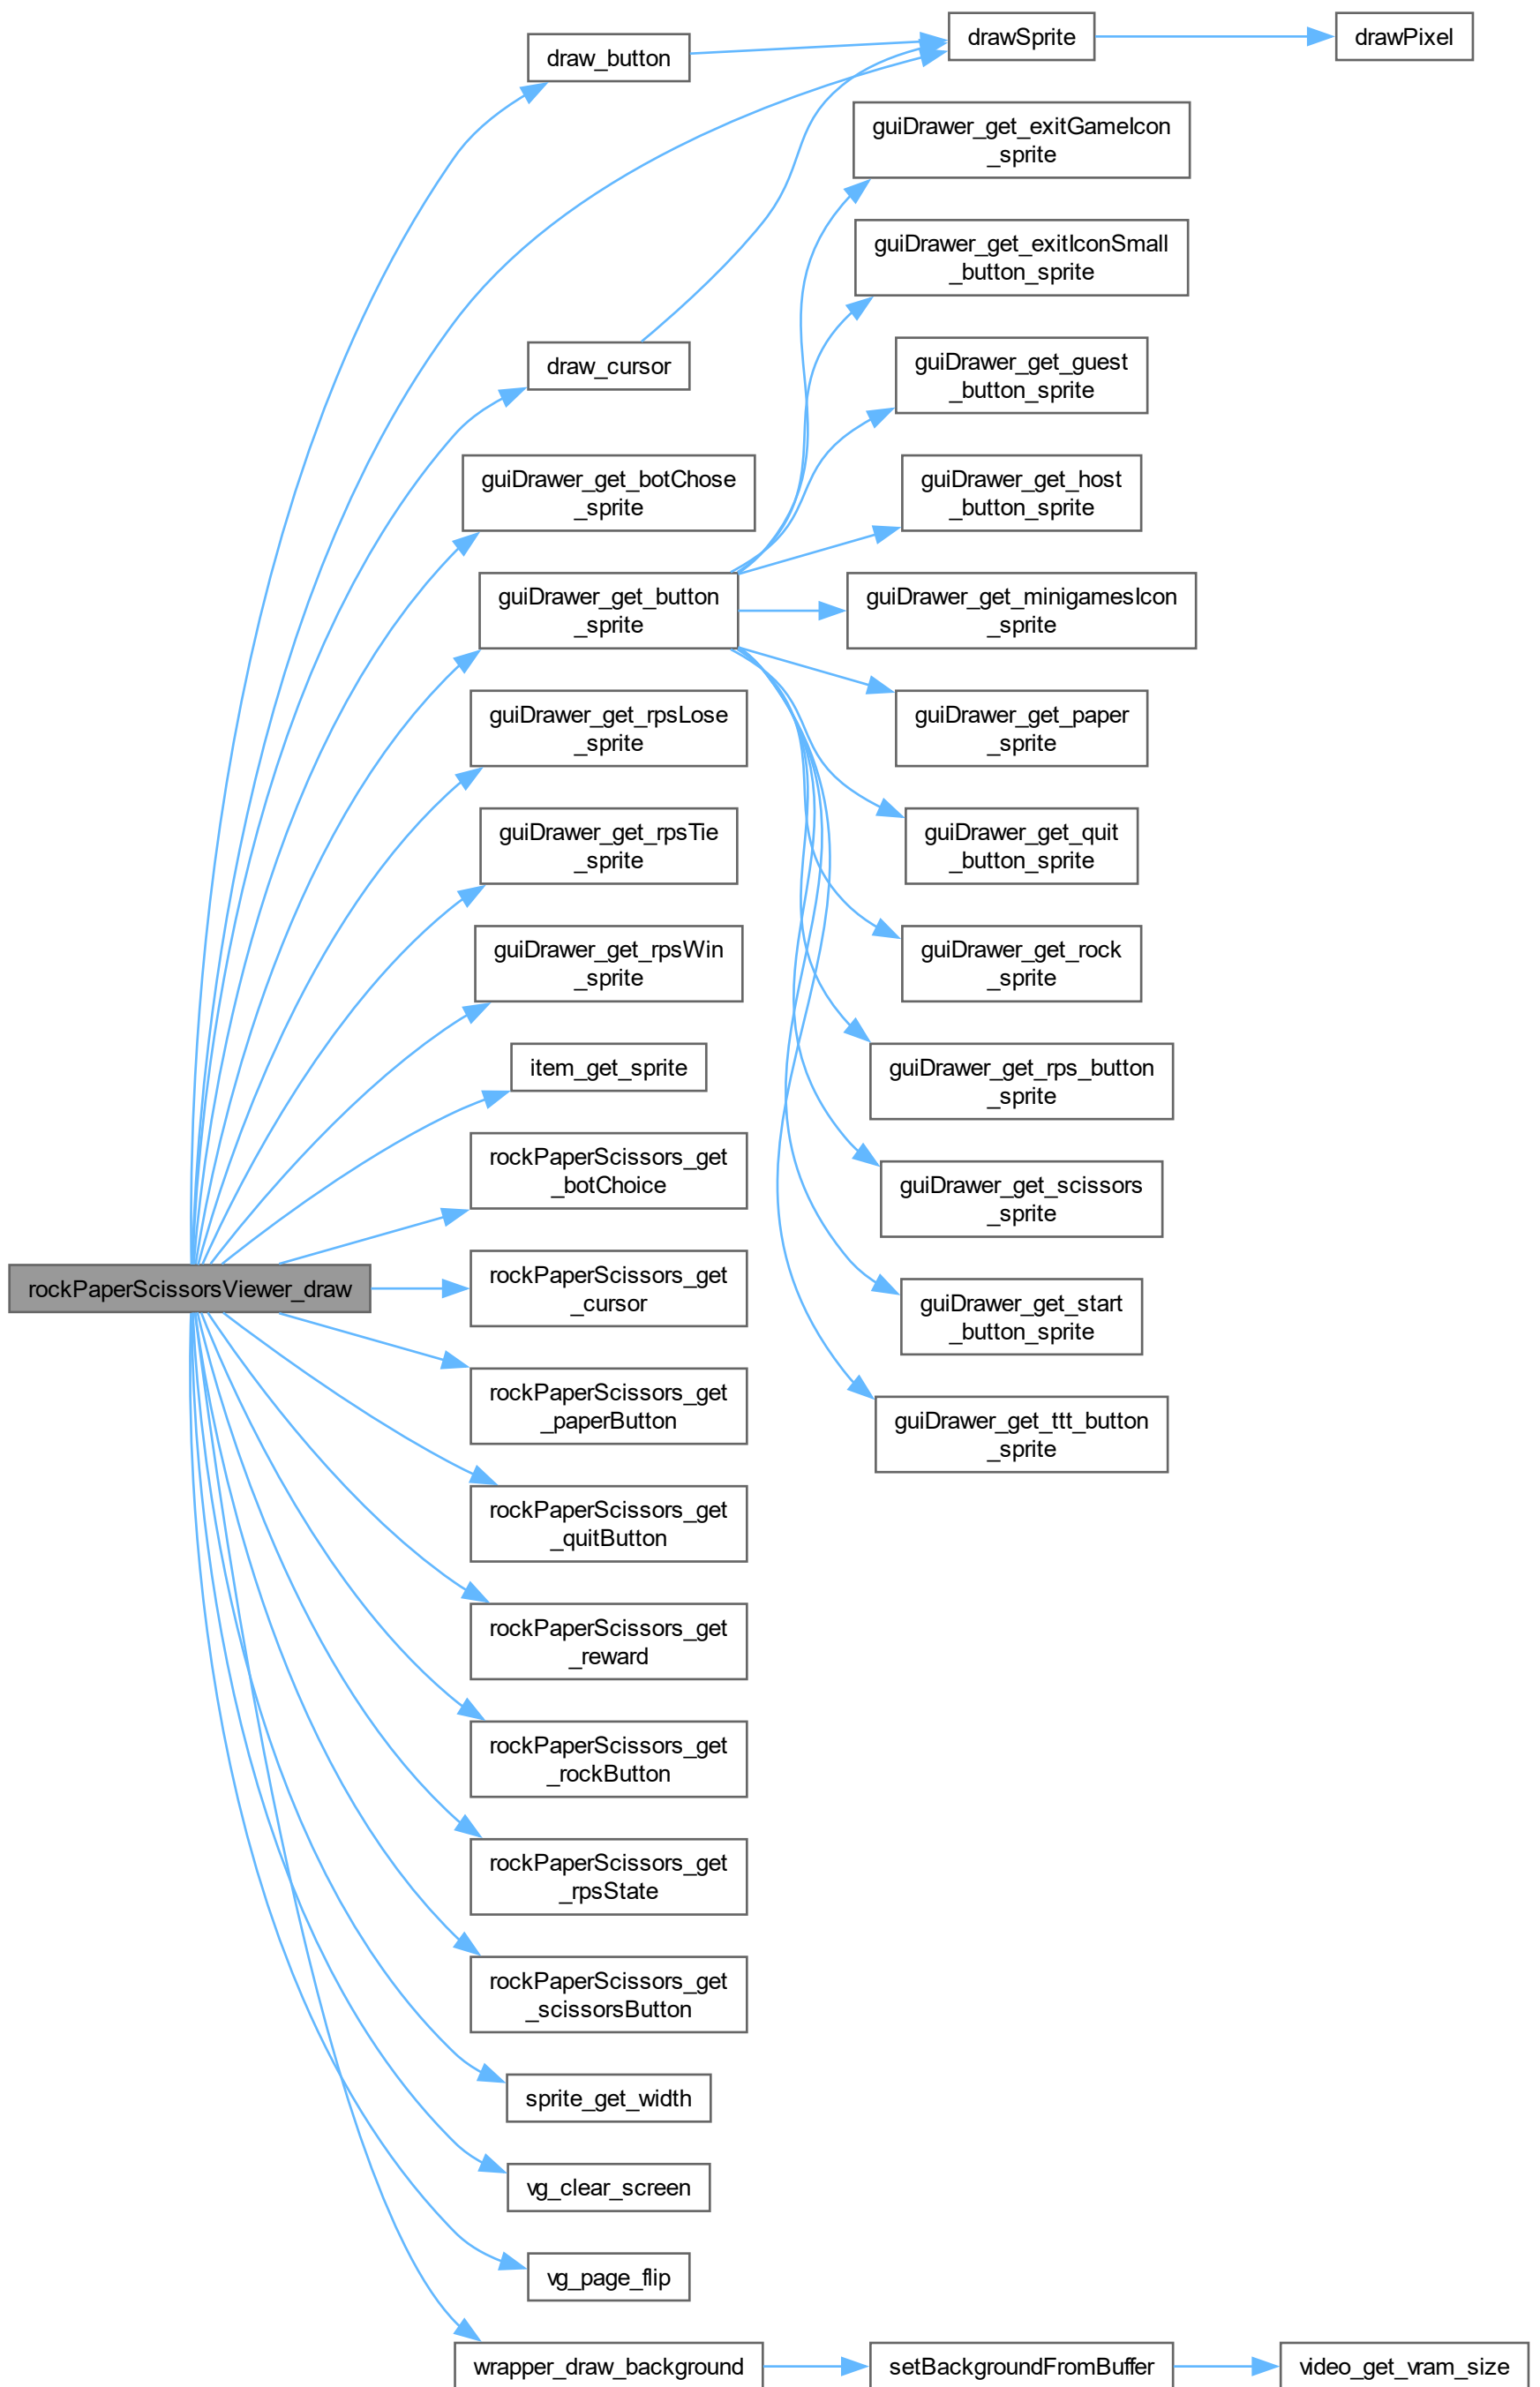 rockPaperScissorsViewer_draw
draw_button
draw_cursor
guiDrawer_get_botChose
_sprite
guiDrawer_get_button
_sprite
guiDrawer_get_rpsLose
_sprite
guiDrawer_get_rpsTie
_sprite
guiDrawer_get_rpsWin
_sprite
item_get_sprite
rockPaperScissors_get
_botChoice
rockPaperScissors_get
_cursor
rockPaperScissors_get
_paperButton
rockPaperScissors_get
_quitButton
rockPaperScissors_get
_reward
rockPaperScissors_get
_rockButton
rockPaperScissors_get
_rpsState
rockPaperScissors_get
_scissorsButton
sprite_get_width
vg_clear_screen
vg_page_flip
wrapper_draw_background
drawSprite
guiDrawer_get_exitGameIcon
_sprite
guiDrawer_get_exitIconSmall
_button_sprite
guiDrawer_get_guest
_button_sprite
guiDrawer_get_host
_button_sprite
guiDrawer_get_minigamesIcon
_sprite
guiDrawer_get_paper
_sprite
guiDrawer_get_quit
_button_sprite
guiDrawer_get_rock
_sprite
guiDrawer_get_rps_button
_sprite
guiDrawer_get_scissors
_sprite
guiDrawer_get_start
_button_sprite
guiDrawer_get_ttt_button
_sprite
setBackgroundFromBuffer
drawPixel
video_get_vram_size